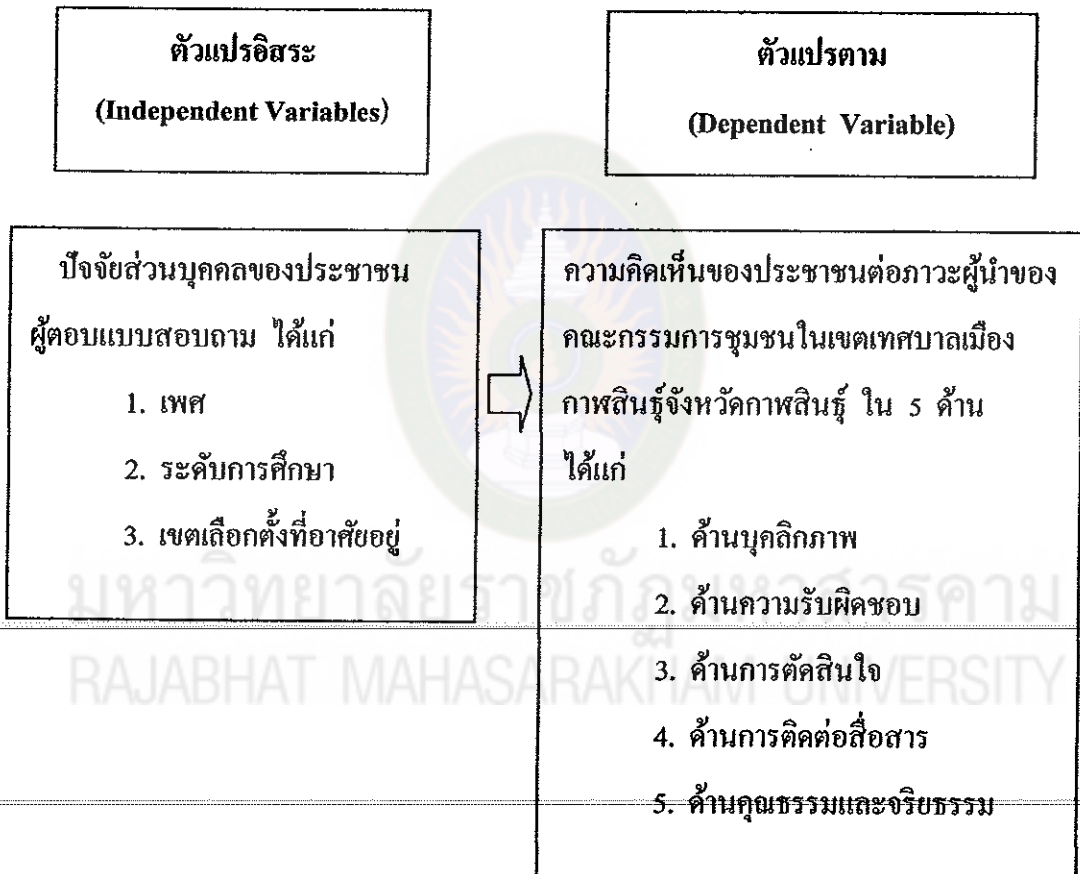 ตัวแปรอิสระ
(Independent Variables)
ตัวแปรตาม
(Dependent Variable)
ปัจจัยส่วนบุคคลของประชาชน
ผู้ตอบแบบสอบถาม ได้แก่
1. เพศ
2. ระดับการศึกษา
3. เขตเลือกตั้งที่อาศัยอยู่
ความคิดเห็นของประชาชนต่อภาวะผู้นำของ
คณะกรรมการชุมชนในเขตเทศบาลเมือง
กาฬสินธุ์จังหวัดกาฬสินธุ์ ใน 5 ด้าน
ได้แก่
1. ด้านบุคลิกภาพ
2. ด้านความรับผิดชอบ
3. ด้านการตัดสินใจ
4. ด้านการติดต่อสื่อสาร
5. ด้านคุณธรรมและจริยธรรม
มหาวิทยาลัยราชภัฏมหาสารคาม
RAJABHAT MAHASARAKHAM UNIVERSITY